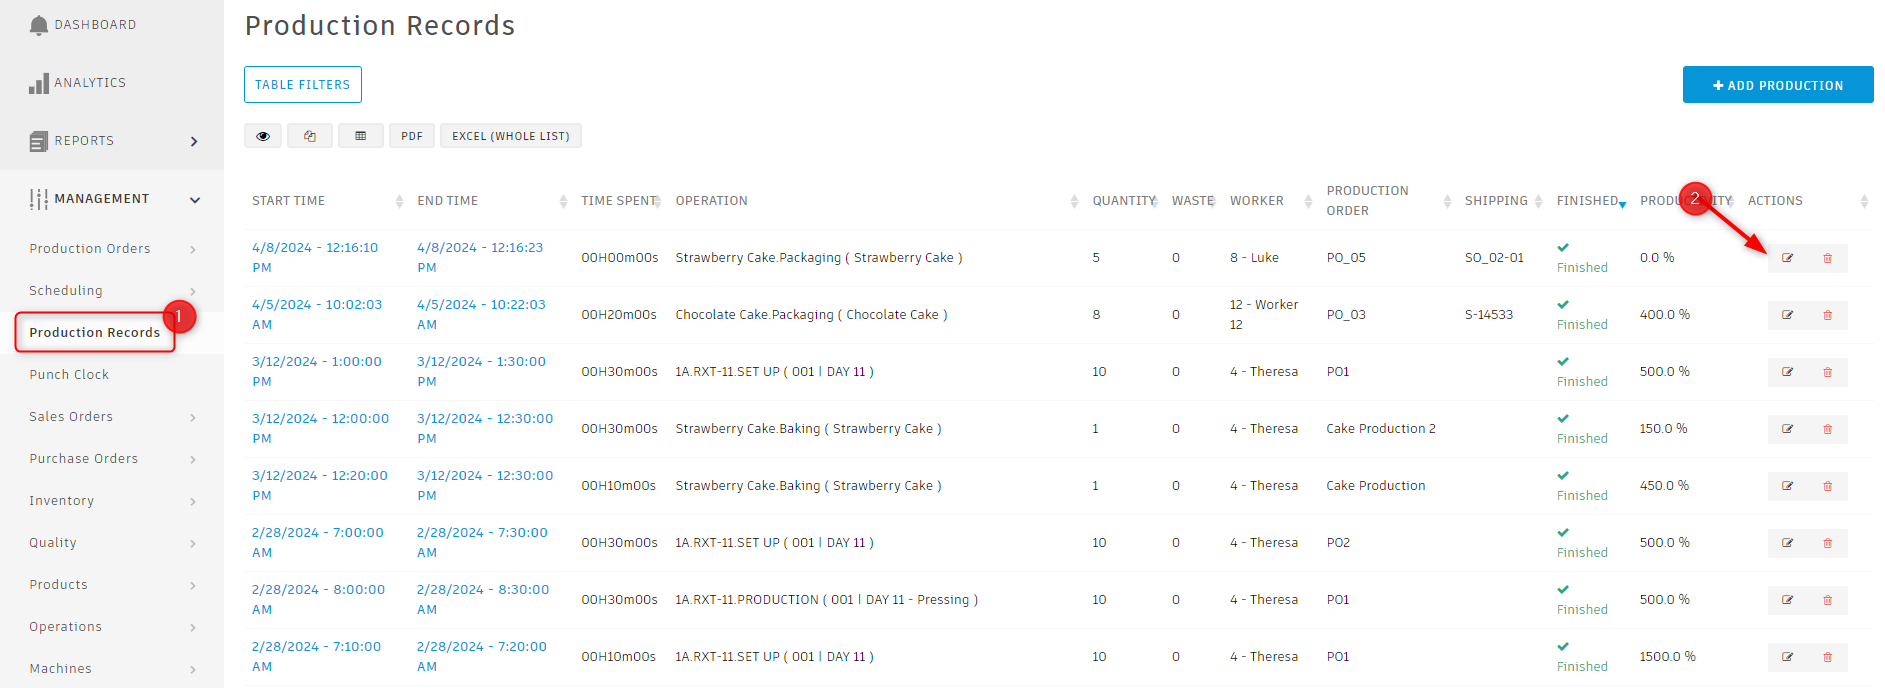 DASHBOARD
ANALYTICS
REPORTS
MANAGEMENT
Production Orders
Scheduling
Production Records
1
Punch Clock
Sales Orders
Purchase Orders
Inventory
Quality
Products
Operations
Machines
Production Records
TABLE FILTERS
+ ADD PRODUCTION
PDF
EXCEL (WHOLE LIST)
START TIME END TIME TIME SPENT OPERATION QUANTITY WASTE WORKER PRODUCTION ORDER SHIPPING FINISHED ACTIONS
2
4/8/2024 - 12:16:10 PM 4/8/2024 - 12:16:23 PM 00H00m00s Strawberry Cake.Packaging ( Strawberry Cake ) 5 0 8 - Luke PO_05 SO_02-01 Finished 0.0 %
4/5/2024 - 10:02:03 AM 4/5/2024 - 10:22:03 AM 00H20m00s Chocolate Cake.Packaging ( Chocolate Cake ) 8 0 12 - Worker 12 PO_03 S-14533 Finished 400.0 %
3/12/2024 - 1:00:00 PM 3/12/2024 - 1:30:00 PM 00H30m00s 1A.RXT-11.SET UP ( 001 | DAY 11 ) 10 0 4 - Theresa PO1 Finished 500.0 %
3/12/2024 - 12:00:00 PM 3/12/2024 - 12:30:00 PM 00H30m00s Strawberry Cake.Baking ( Strawberry Cake ) 1 0 4 - Theresa Cake Production 2 Finished 150.0 %
3/12/2024 - 12:20:00 PM 3/12/2024 - 12:30:00 PM 00H10m00s Strawberry Cake.Baking ( Strawberry Cake ) 1 0 4 - Theresa Cake Production Finished 450.0 %
2/28/2024 - 7:00:00 AM 2/28/2024 - 7:30:00 AM 00H30m00s 1A.RXT-11.SET UP ( 001 | DAY 11 ) 10 0 4 - Theresa PO2 Finished 500.0 %
2/28/2024 - 8:00:00 AM 2/28/2024 - 8:30:00 AM 00H30m00s 1A.RXT-11.PRODUCTION ( 001 | DAY 11 - Pressing ) 10 0 4 - Theresa PO1 Finished 500.0 %
2/28/2024 - 7:10:00 AM 2/28/2024 - 7:20:00 AM 00H10m00s 1A.RXT-11.SET UP ( 001 | DAY 11 ) 10 0 4 - Theresa PO1 Finished 1500.0 %